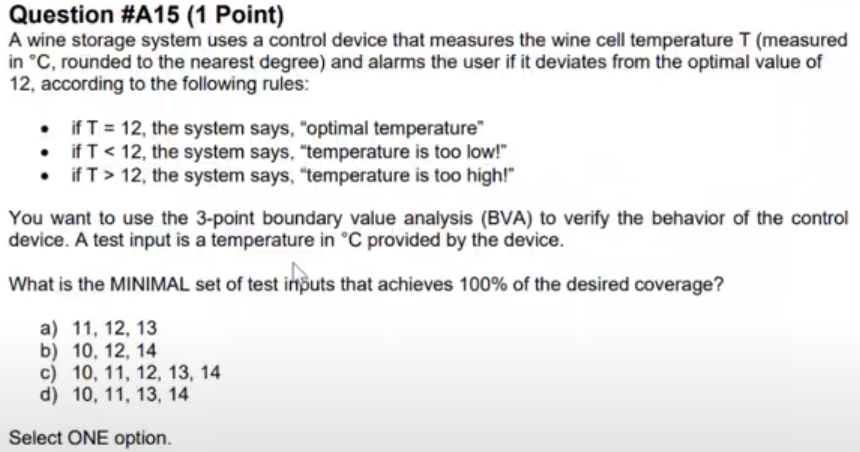 Question #A15 (1 Point)
A wine storage system uses a control device that measures the wine cell temperature T (measured
in °C, rounded to the nearest degree) and alarms the user if it deviates from the optimal value of
12, according to the following rules:
• if T = 12, the system says, "optimal temperature"
• if T < 12, the system says, "temperature is too low!"
• if T > 12, the system says, "temperature is too high!"
You want to use the 3-point boundary value analysis (BVA) to verify the behavior of the control
device. A test input is a temperature in °C provided by the device.
What is the MINIMAL set of test inputs that achieves 100% of the desired coverage?
a) 11, 12, 13
b) 10, 12, 14
c) 10, 11, 12, 13, 14
d) 10, 11, 13, 14
Select ONE option.